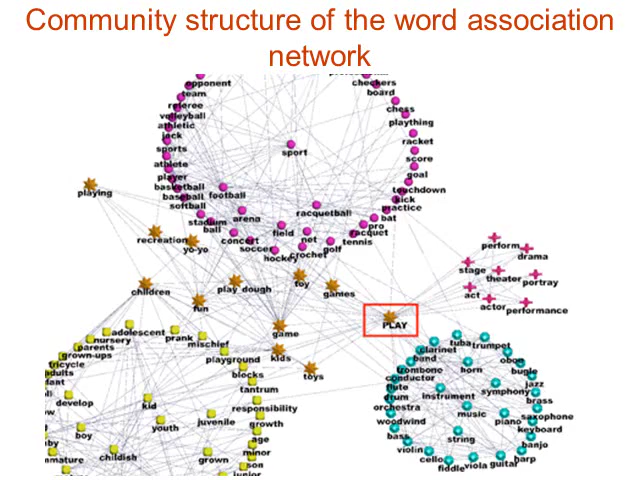 Community structure of the word association
network
opponent
checkers
team
board
referee
chess
volleyball
plaything
athletic
jock
racket
sports
sport
score
athlete
goal
player
touchdown
basketball
football
kick
baseball
practice
softball
racquetball
playing
stadium
arena
bat
ball
field
pro
racquet
recreation
concert
net
tennis
yo-yo
soccer
golf
crochet
hockey
perform
drama
stage
theater
portray
children
play_dough
toy
games
act
actor
performance
fun
PLAY
game
adolescent
prank
nursery
mischief
parents
grown-ups
kids
playground
tricycle
adults
toys
blocks
tantrum
develop
kid
responsibility
growth
boy
youth
juvenile
age
childish
grown
minor
son
junior
tuba
trumpet
clarinet
band
oboe
trombone
horn
bugle
conductor
flute
jazz
drum
instrument
symphony
brass
orchestra
music
saxophone
woodwind
piano
keyboard
bass
string
banjo
violin
cello
harp
fiddle
viola
guitar